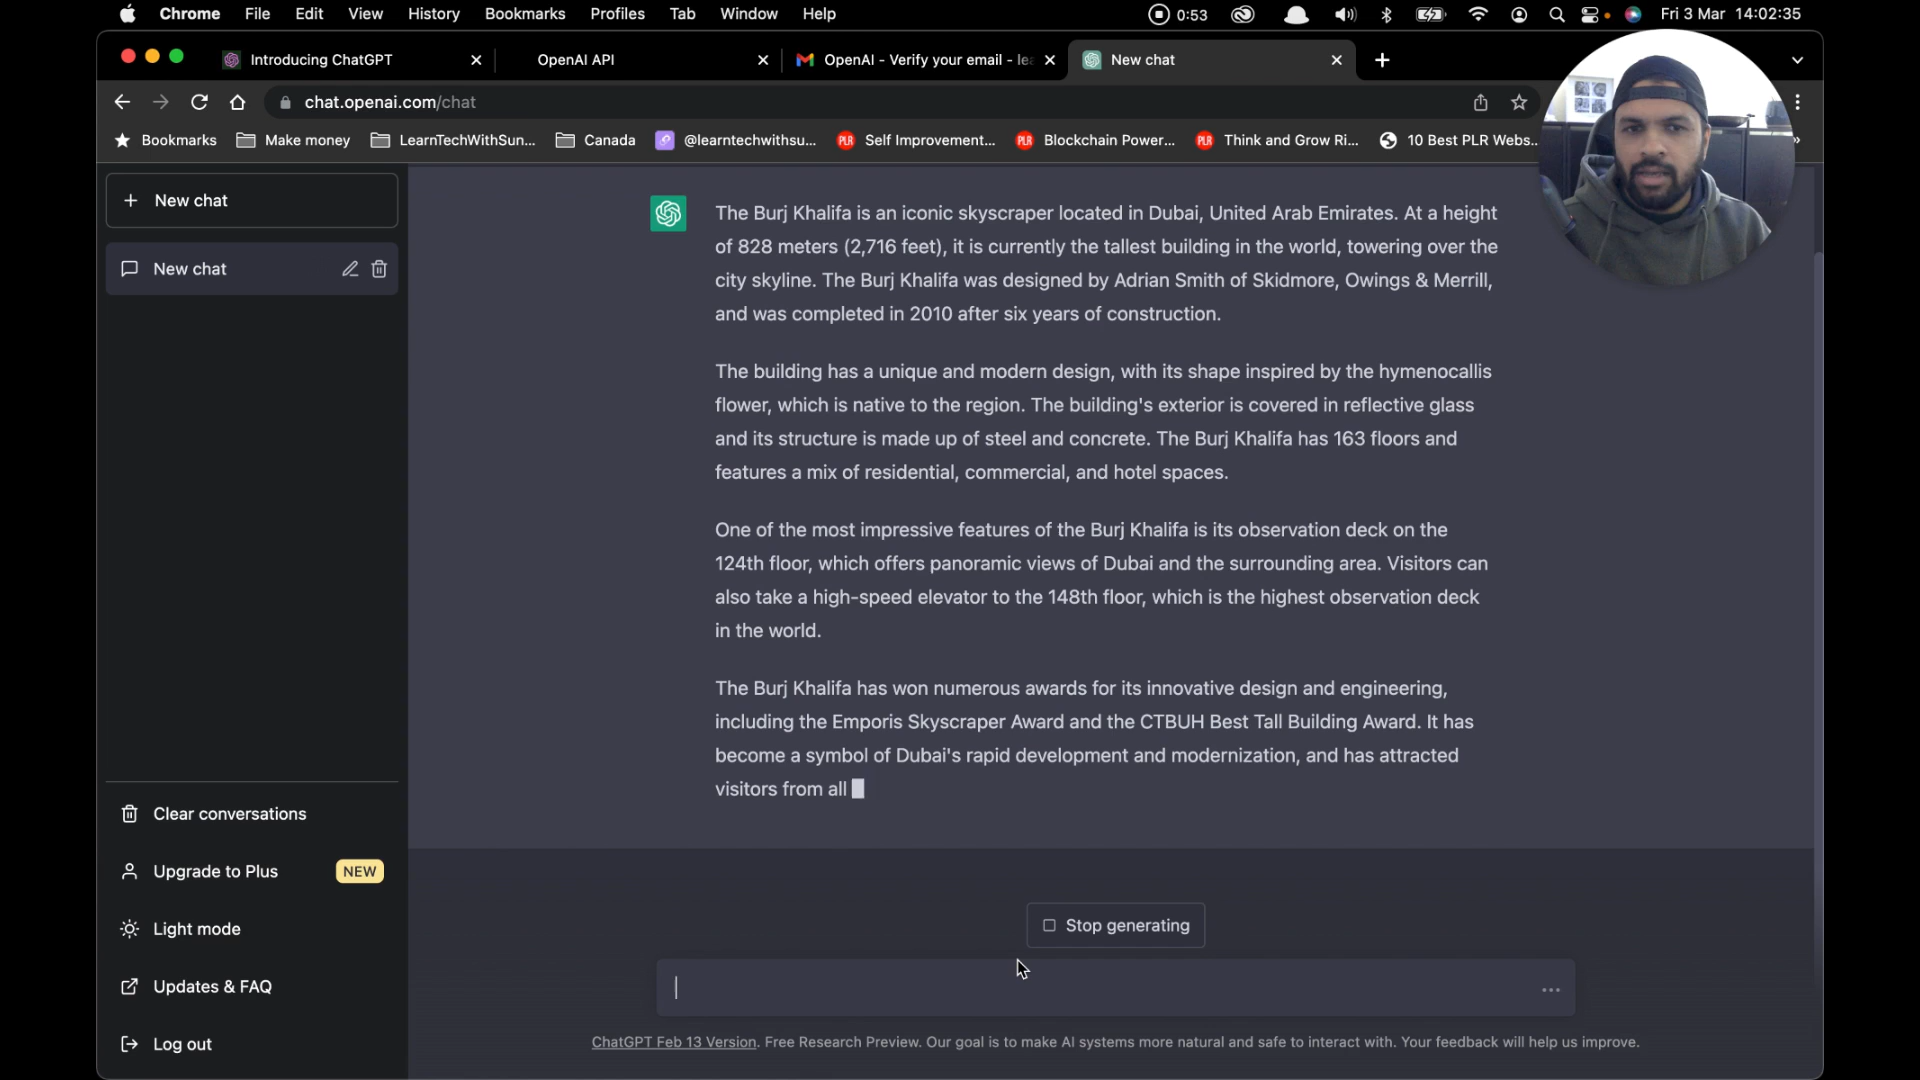 Chrome File Edit View History Bookmarks Profiles Tab Window Help 0:53 Fri 3 Mar 14:02:35
Introducing ChatGPT OpenAI API OpenAI - Verify your email - lea New chat
chat.openai.com/chat
Bookmarks Make money LearnTechWithSun... Canada @learntechwithsu... PLR Self Improvement... PLR Blockchain Power... PLR Think and Grow Ri... 10 Best PLR Webs...
+ New chat
New chat
The Burj Khalifa is an iconic skyscraper located in Dubai, United Arab Emirates. At a height
of 828 meters (2,716 feet), it is currently the tallest building in the world, towering over the
city skyline. The Burj Khalifa was designed by Adrian Smith of Skidmore, Owings & Merrill,
and was completed in 2010 after six years of construction.
The building has a unique and modern design, with its shape inspired by the hymenocallis
flower, which is native to the region. The building's exterior is covered in reflective glass
and its structure is made up of steel and concrete. The Burj Khalifa has 163 floors and
features a mix of residential, commercial, and hotel spaces.
One of the most impressive features of the Burj Khalifa is its observation deck on the
124th floor, which offers panoramic views of Dubai and the surrounding area. Visitors can
also take a high-speed elevator to the 148th floor, which is the highest observation deck
in the world.
The Burj Khalifa has won numerous awards for its innovative design and engineering,
including the Emporis Skyscraper Award and the CTBUH Best Tall Building Award. It has
become a symbol of Dubai's rapid development and modernization, and has attracted
visitors from all
Clear conversations
Upgrade to Plus NEW
Light mode
Updates & FAQ
Log out
Stop generating
ChatGPT Feb 13 Version. Free Research Preview. Our goal is to make AI systems more natural and safe to interact with. Your feedback will help us improve.